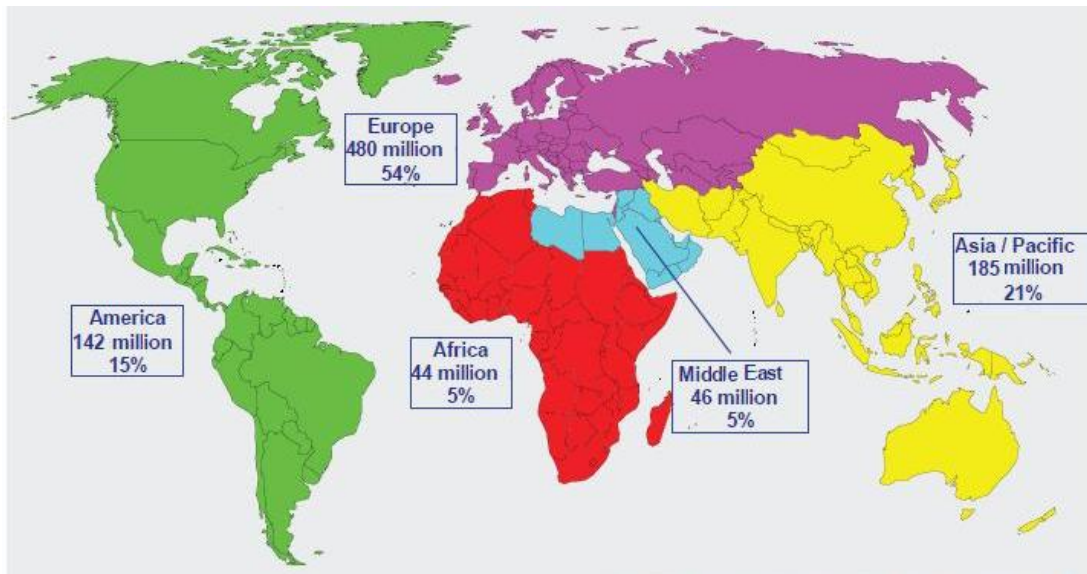 Europe
480 million
54%
Asia / Pacific
185 million
21%
America
142 million
15%
Africa
44 million
5%
Middle East
46 million
5%